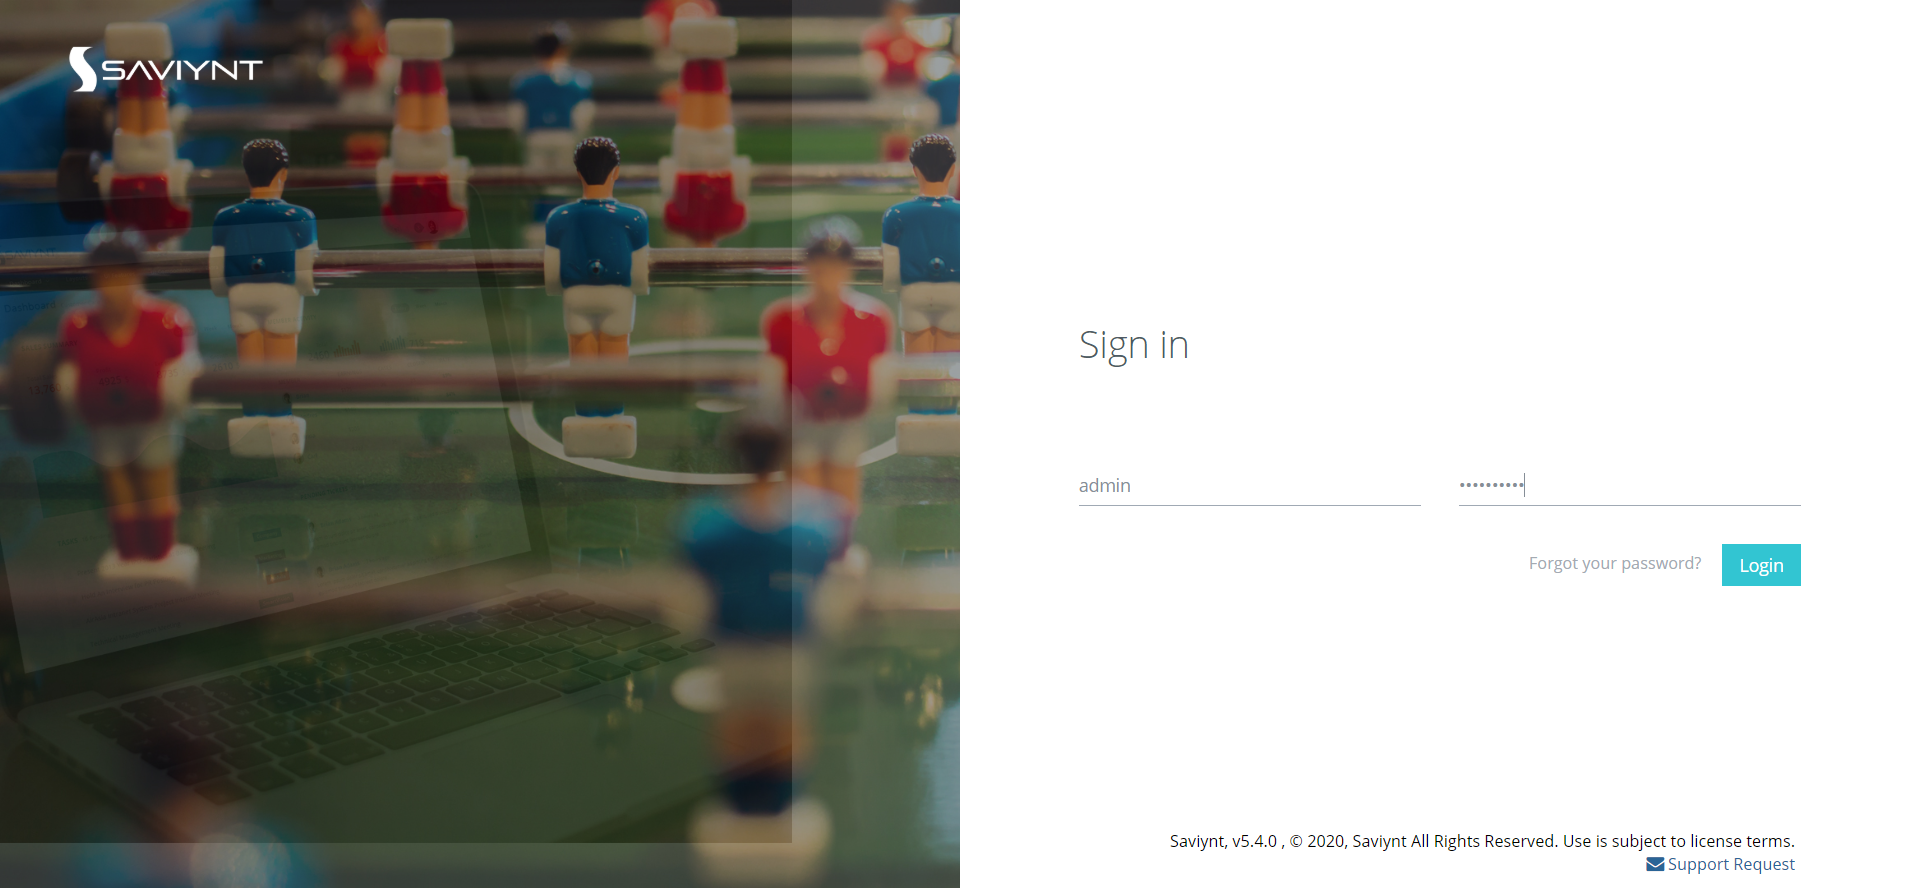 SAVIYNT
Sign in
admin
••••••••••
Forgot your password?
Login
Saviynt, v5.4.0 , © 2020, Saviynt All Rights Reserved. Use is subject to license terms.
Support Request